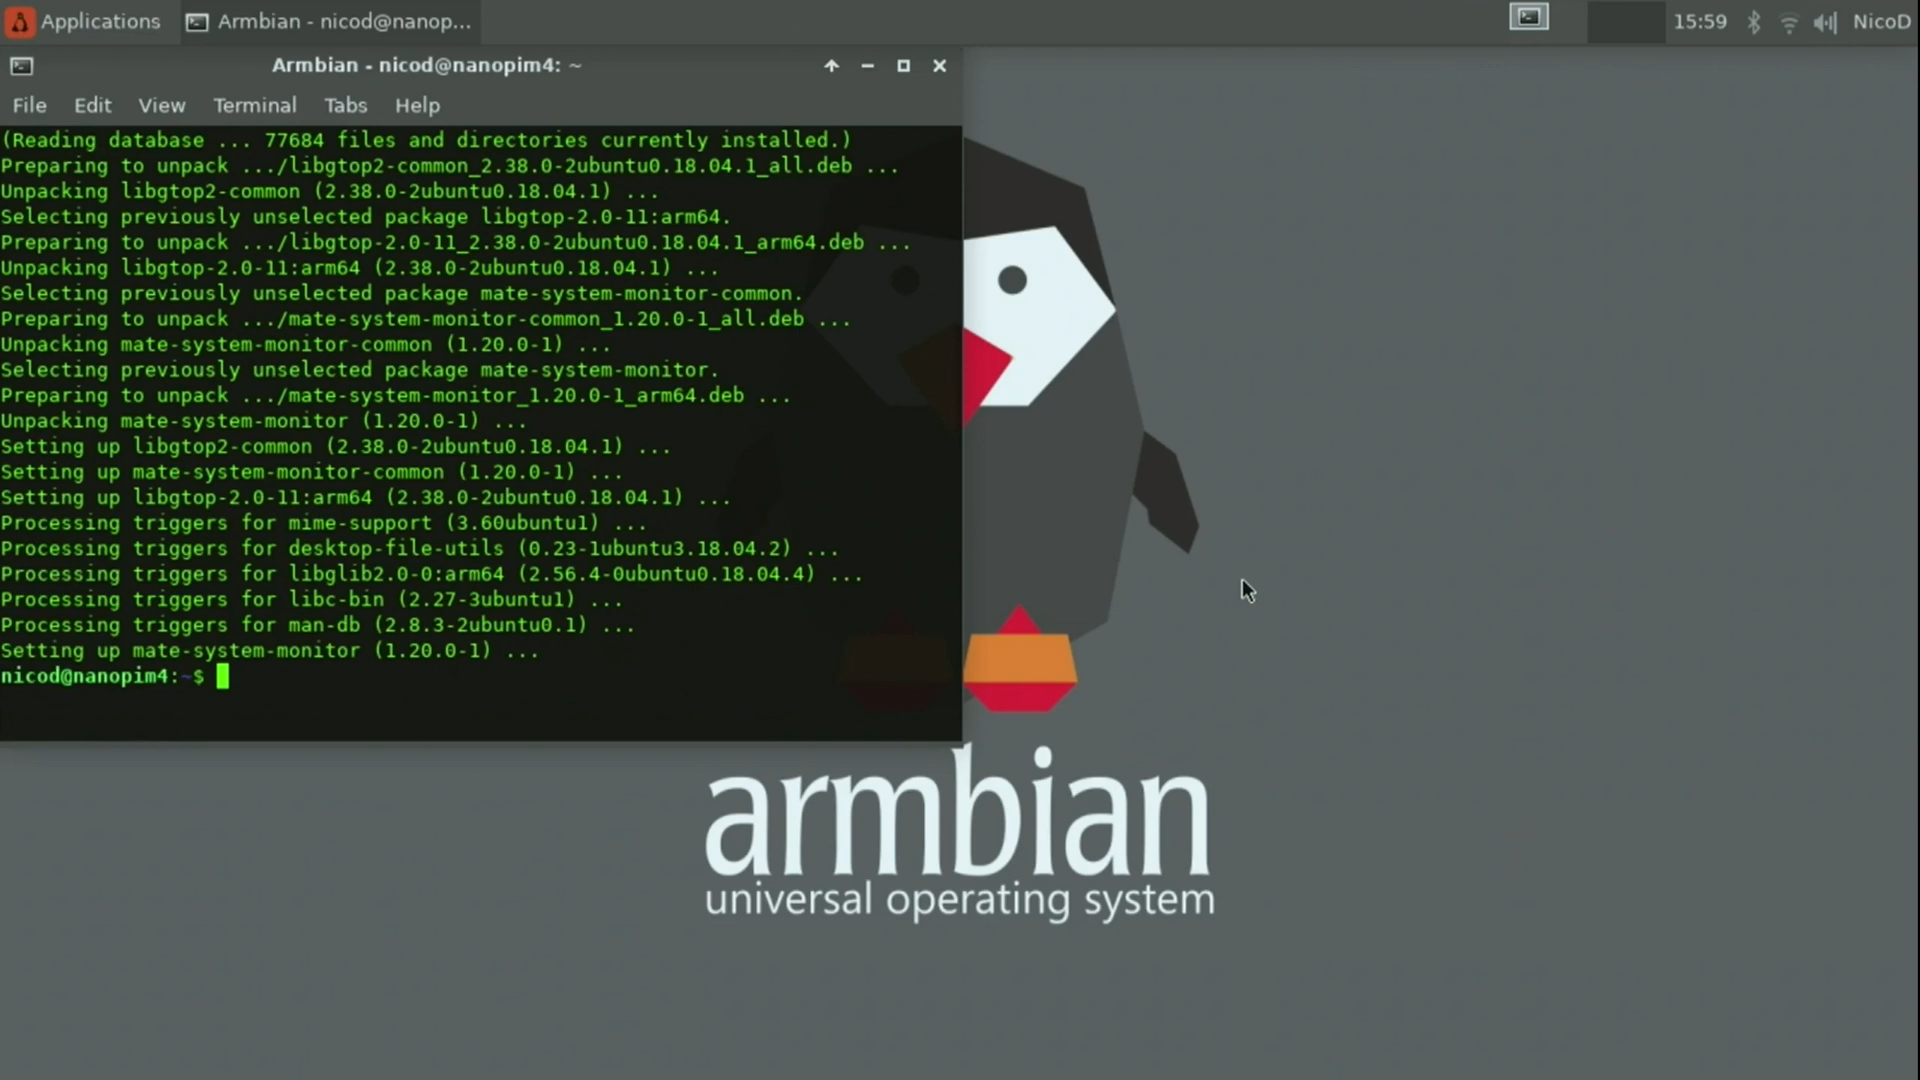 Applications
Armbian - nicod@nanop...
15:59
NicoD
Armbian - nicod@nanopim4: ~
File Edit View Terminal Tabs Help
(Reading database ... 77684 files and directories currently installed.)
Preparing to unpack .../libgtop2-common_2.38.0-2ubuntu0.18.04.1_all.deb ...
Unpacking libgtop2-common (2.38.0-2ubuntu0.18.04.1) ...
Selecting previously unselected package libgtop-2.0-11:arm64.
Preparing to unpack .../libgtop-2.0-11_2.38.0-2ubuntu0.18.04.1_arm64.deb ...
Unpacking libgtop-2.0-11:arm64 (2.38.0-2ubuntu0.18.04.1) ...
Selecting previously unselected package mate-system-monitor-common.
Preparing to unpack .../mate-system-monitor-common_1.20.0-1_all.deb ...
Unpacking mate-system-monitor-common (1.20.0-1) ...
Selecting previously unselected package mate-system-monitor.
Preparing to unpack .../mate-system-monitor_1.20.0-1_arm64.deb ...
Unpacking mate-system-monitor (1.20.0-1) ...
Setting up libgtop2-common (2.38.0-2ubuntu0.18.04.1) ...
Setting up mate-system-monitor-common (1.20.0-1) ...
Setting up libgtop-2.0-11:arm64 (2.38.0-2ubuntu0.18.04.1) ...
Processing triggers for mime-support (3.60ubuntu1) ...
Processing triggers for desktop-file-utils (0.23-1ubuntu3.18.04.2) ...
Processing triggers for libglib2.0-0:arm64 (2.56.4-0ubuntu0.18.04.4) ...
Processing triggers for libc-bin (2.27-3ubuntu1) ...
Processing triggers for man-db (2.8.3-2ubuntu0.1) ...
Setting up mate-system-monitor (1.20.0-1) ...
nicod@nanopim4:~$
armbian
universal operating system